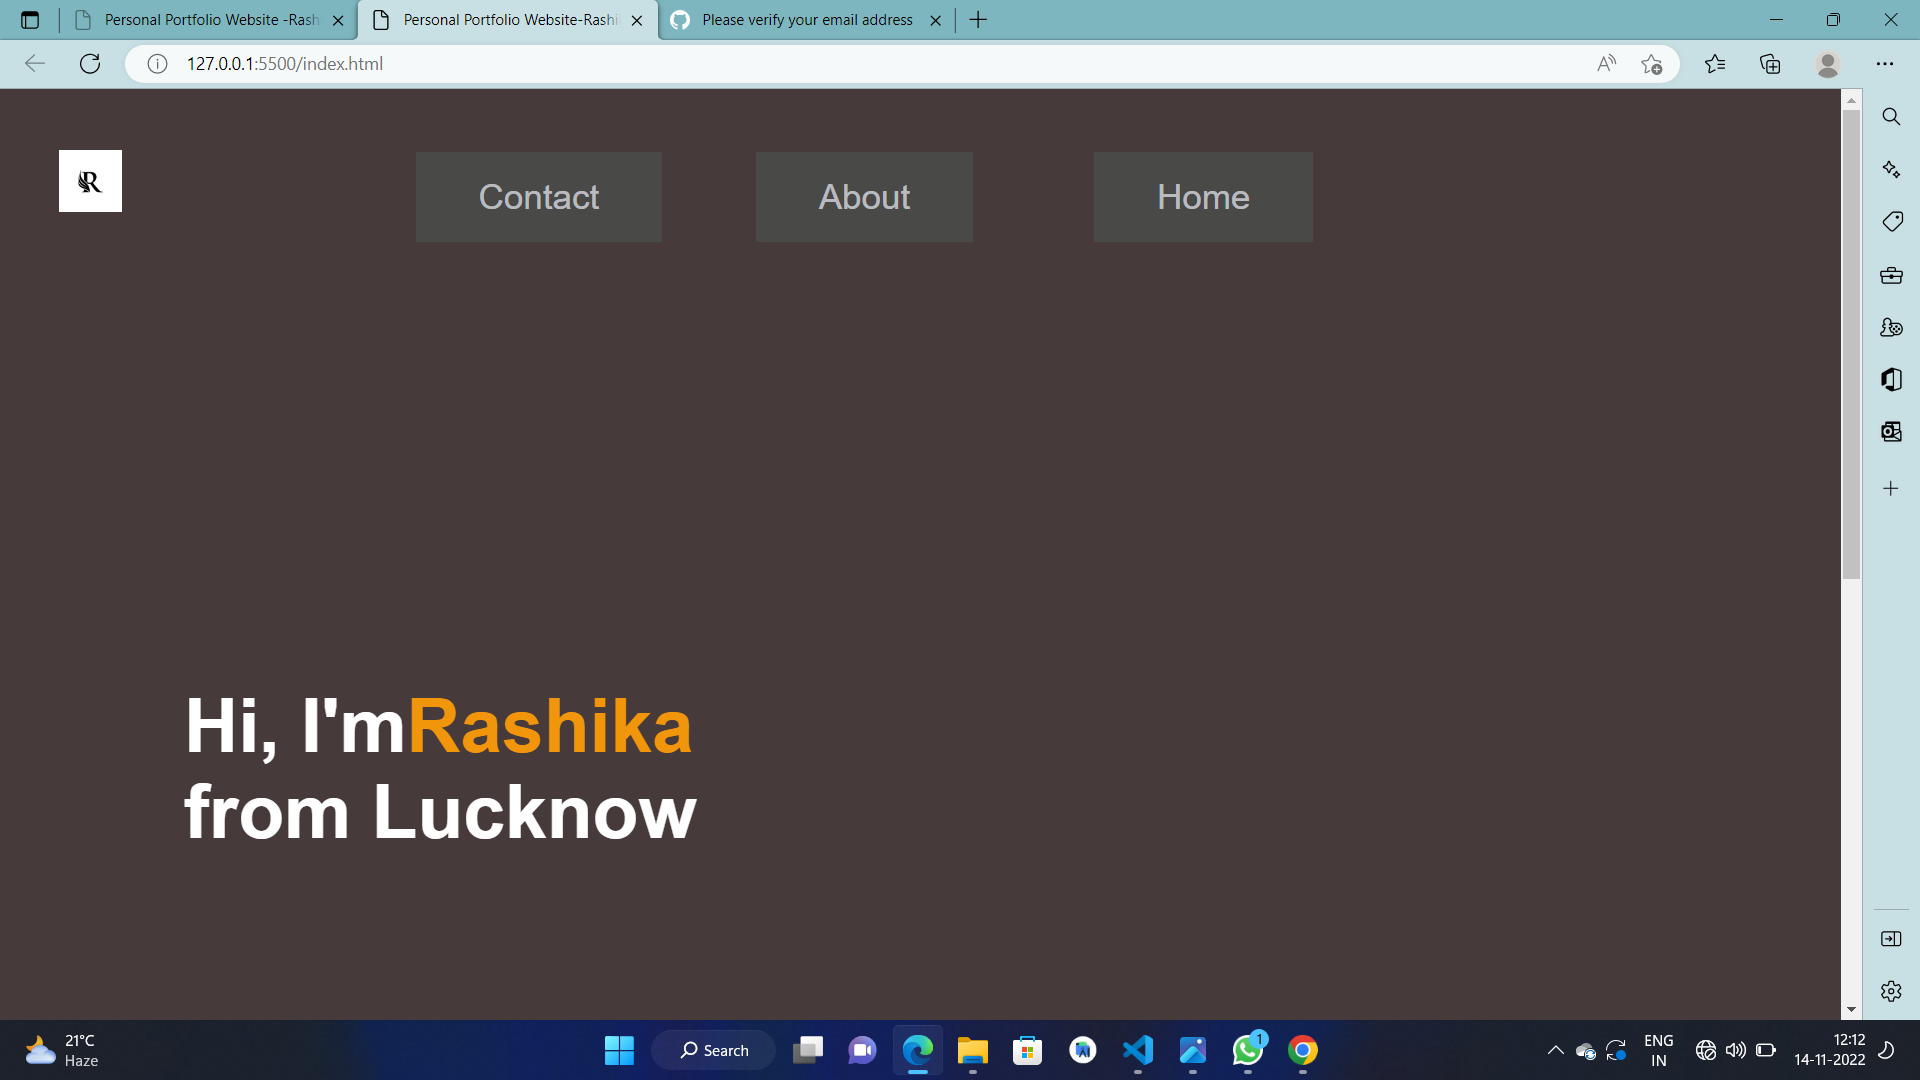 Personal Portfolio Website -Rash
Personal Portfolio Website-Rashi
Please verify your email address
127.0.0.1:5500/index.html
R
Contact
About
Home
Hi, I'mRashika
from Lucknow
21°C
Haze
Search
1
ENG
IN
12:12
14-11-2022